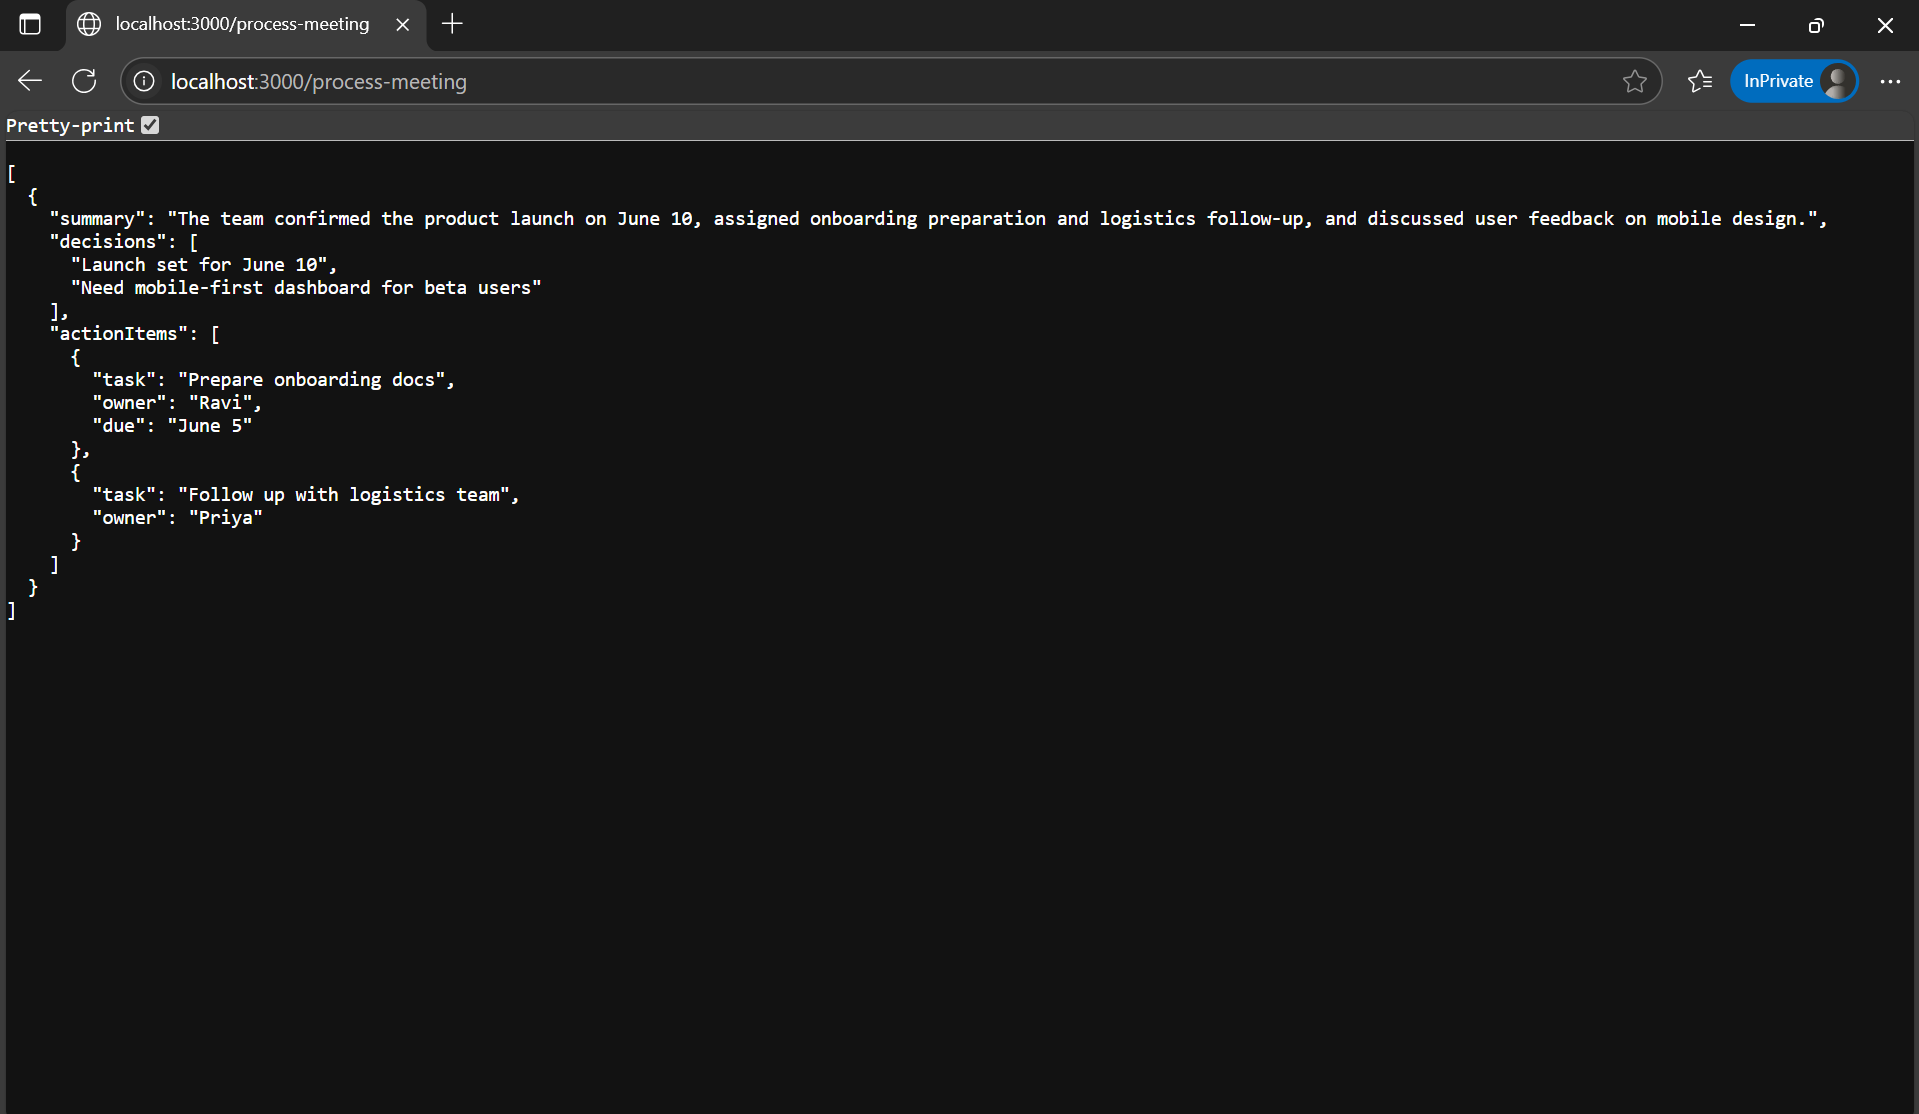 localhost:3000/process-meeting
localhost:3000/process-meeting
InPrivate
Pretty-print
[
  {
    "summary": "The team confirmed the product launch on June 10, assigned onboarding preparation and logistics follow-up, and discussed user feedback on mobile design.",
    "decisions": [
      "Launch set for June 10",
      "Need mobile-first dashboard for beta users"
    ],
    "actionItems": [
      {
        "task": "Prepare onboarding docs",
        "owner": "Ravi",
        "due": "June 5"
      },
      {
        "task": "Follow up with logistics team",
        "owner": "Priya"
      }
    ]
  }
]